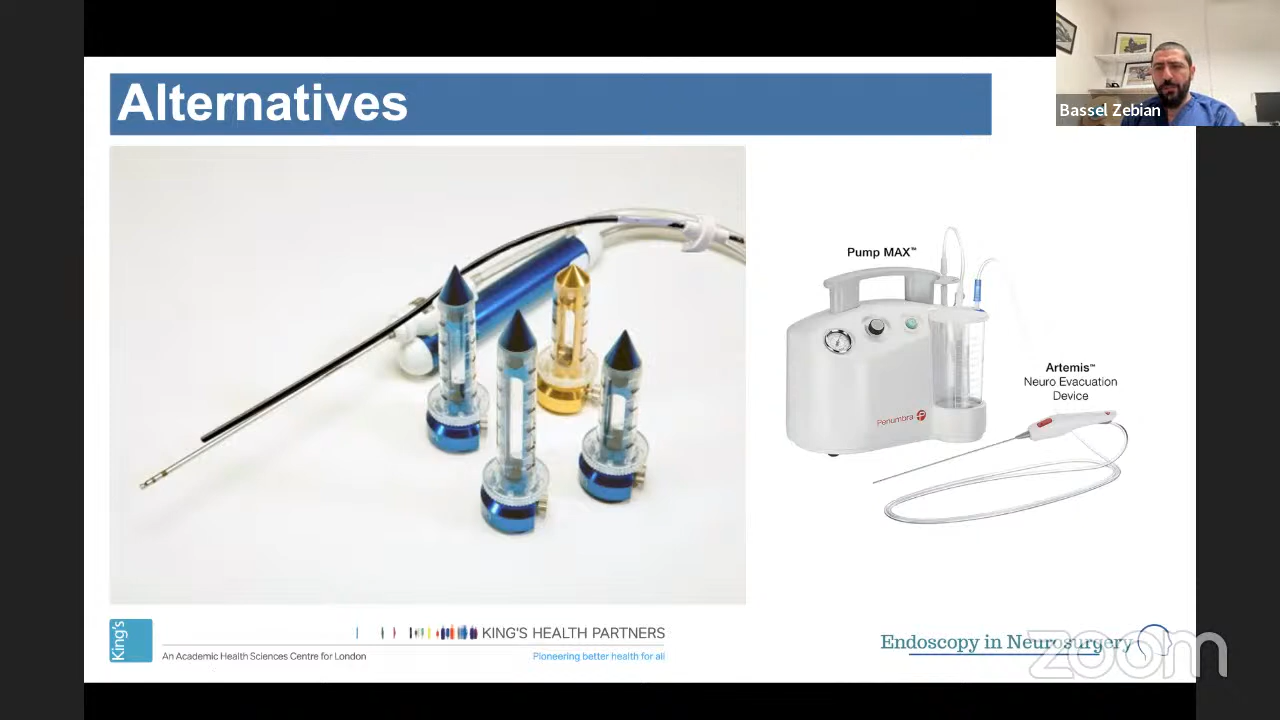 Alternatives
Bassel Zebian
Pump MAX™
Penumbra
Artemis™
Neuro Evacuation
Device
King's
KING'S HEALTH PARTNERS
An Academic Health Sciences Centre for London
Pioneering better health for all
Endoscopy in Neurosurgery
zoom